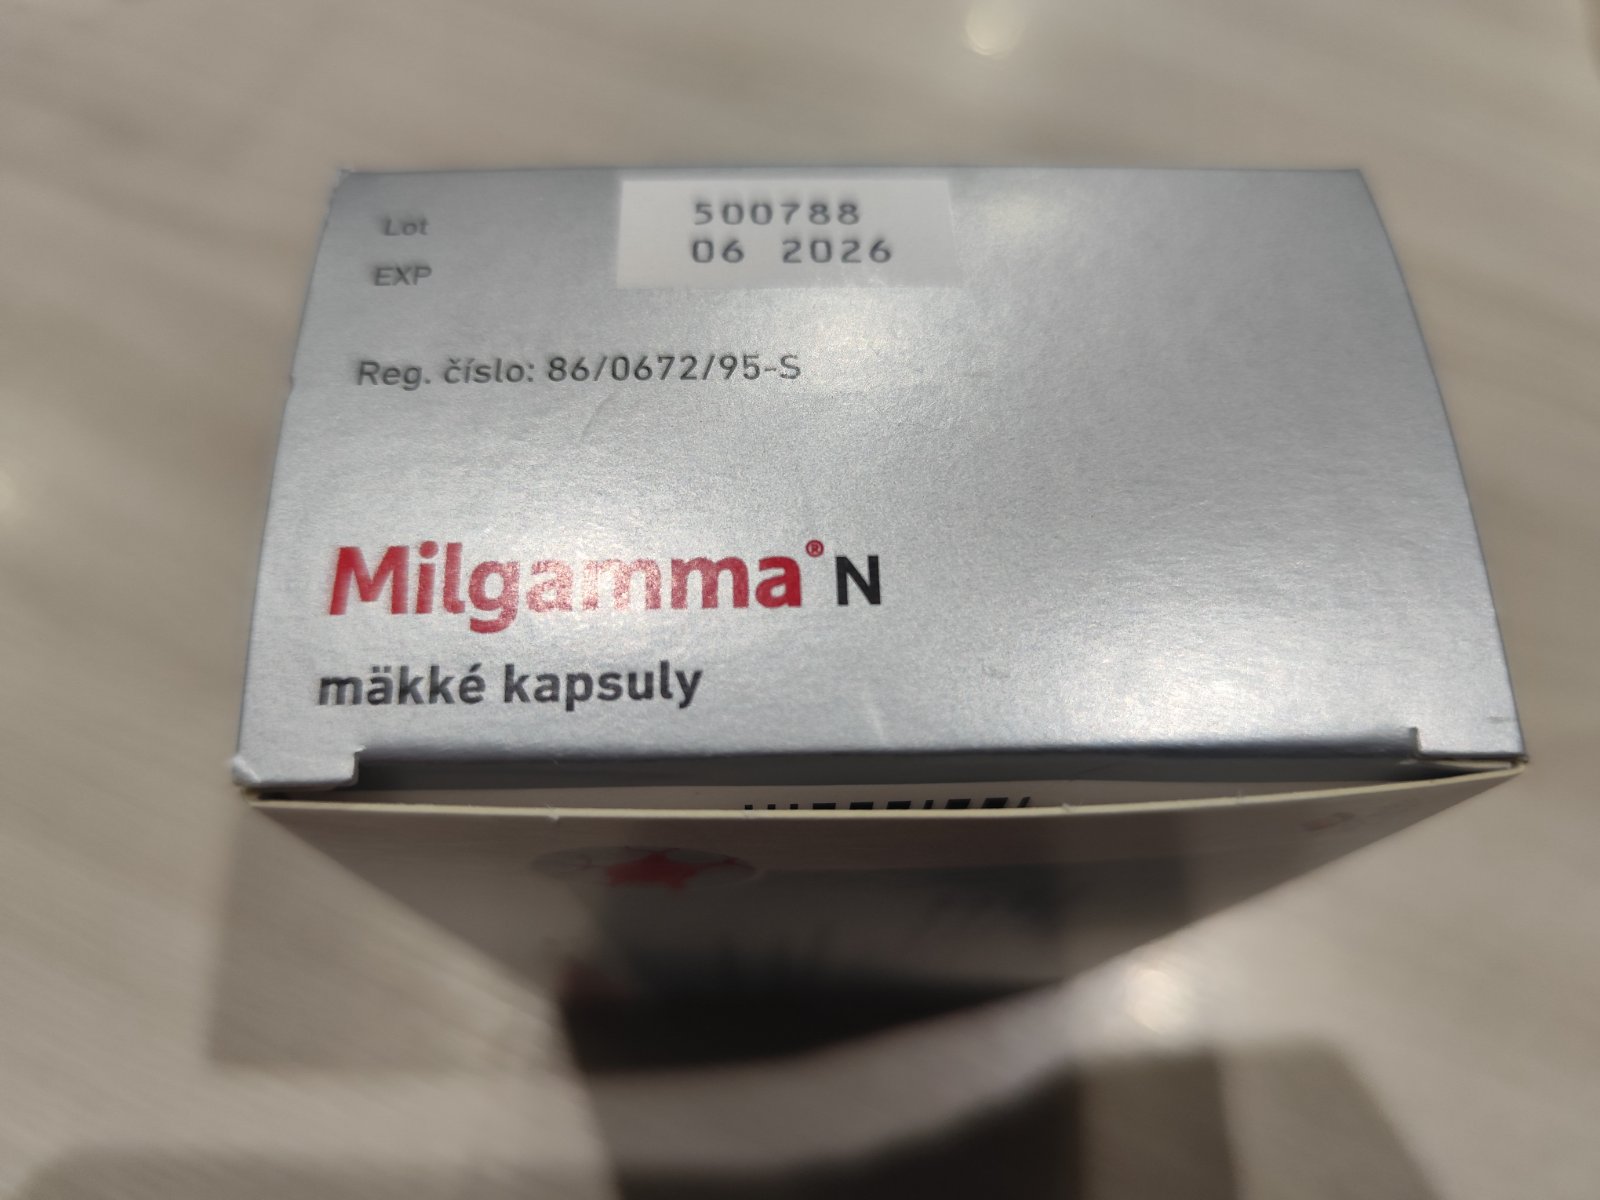 Lot 500788
EXP 06 2026
Reg. číslo: 86/0672/95-S
Milgamma® N
mäkké kapsuly